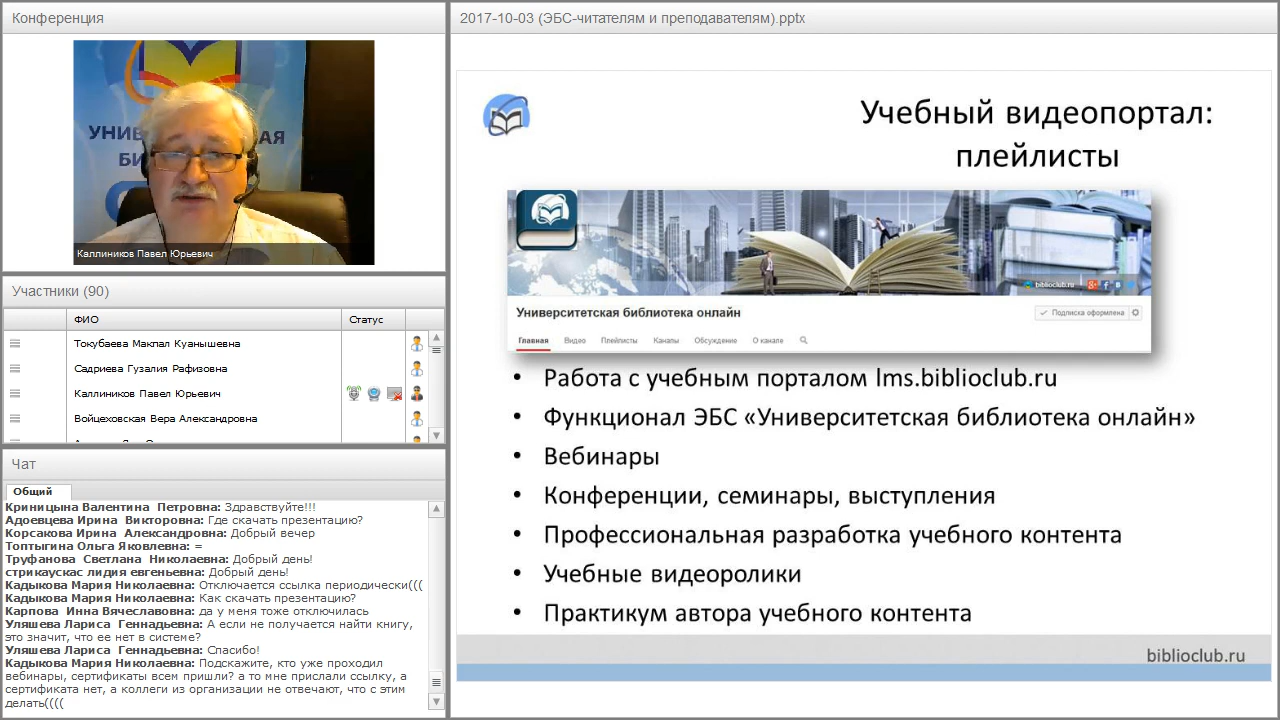 Конференция
УНИВ
АЯ
БИ
Каллиников Павел Юрьевич
Участники (90)
ФИО
Статус
Токубаева Макпал Куанышевна
Садриева Гузалия Рафизовна
Каллиников Павел Юрьевич
Войцеховская Вера Александровна
Чат
Общий
Криницына Валентина Петровна: Здравствуйте!!!
Адоевцева Ирина Викторовна: Где скачать презентацию?
Корсакова Ирина Александровна: Добрый вечер
Топтыгина Ольга Яковлевна: =
Труфанова Светлана Николаевна: Добрый день!
стрикаускас лидия евгеньевна: Добрый день!
Кадыкова Мария Николаевна: Отключается ссылка периодически(((
Кадыкова Мария Николаевна: Как скачать презентацию?
Карпова Инна Вячеславовна: да у меня тоже отключилась
Уляшева Лариса Геннадьевна: А если не получается найти книгу,
это значит, что ее нет в системе?
Уляшева Лариса Геннадьевна: Спасибо!
Кадыкова Мария Николаевна: Подскажите, кто уже проходил
вебинары, сертификаты всем пришли? а то мне прислали ссылку, а
сертификата нет, а коллеги в организации не отвечают, что с этим
делать((((
2017-10-03 (ЭБС-читателям и преподавателям).pptx
Учебный видеопортал:
плейлисты
biblioclub.ru
Университетская библиотека онлайн
Подписка оформлена
Главная Видео Плейлисты Каналы Обсуждение О канале
• Работа с учебным порталом lms.biblioclub.ru
• Функционал ЭБС «Университетская библиотека онлайн»
• Вебинары
• Конференции, семинары, выступления
• Профессиональная разработка учебного контента
• Учебные видеоролики
• Практикум автора учебного контента
biblioclub.ru